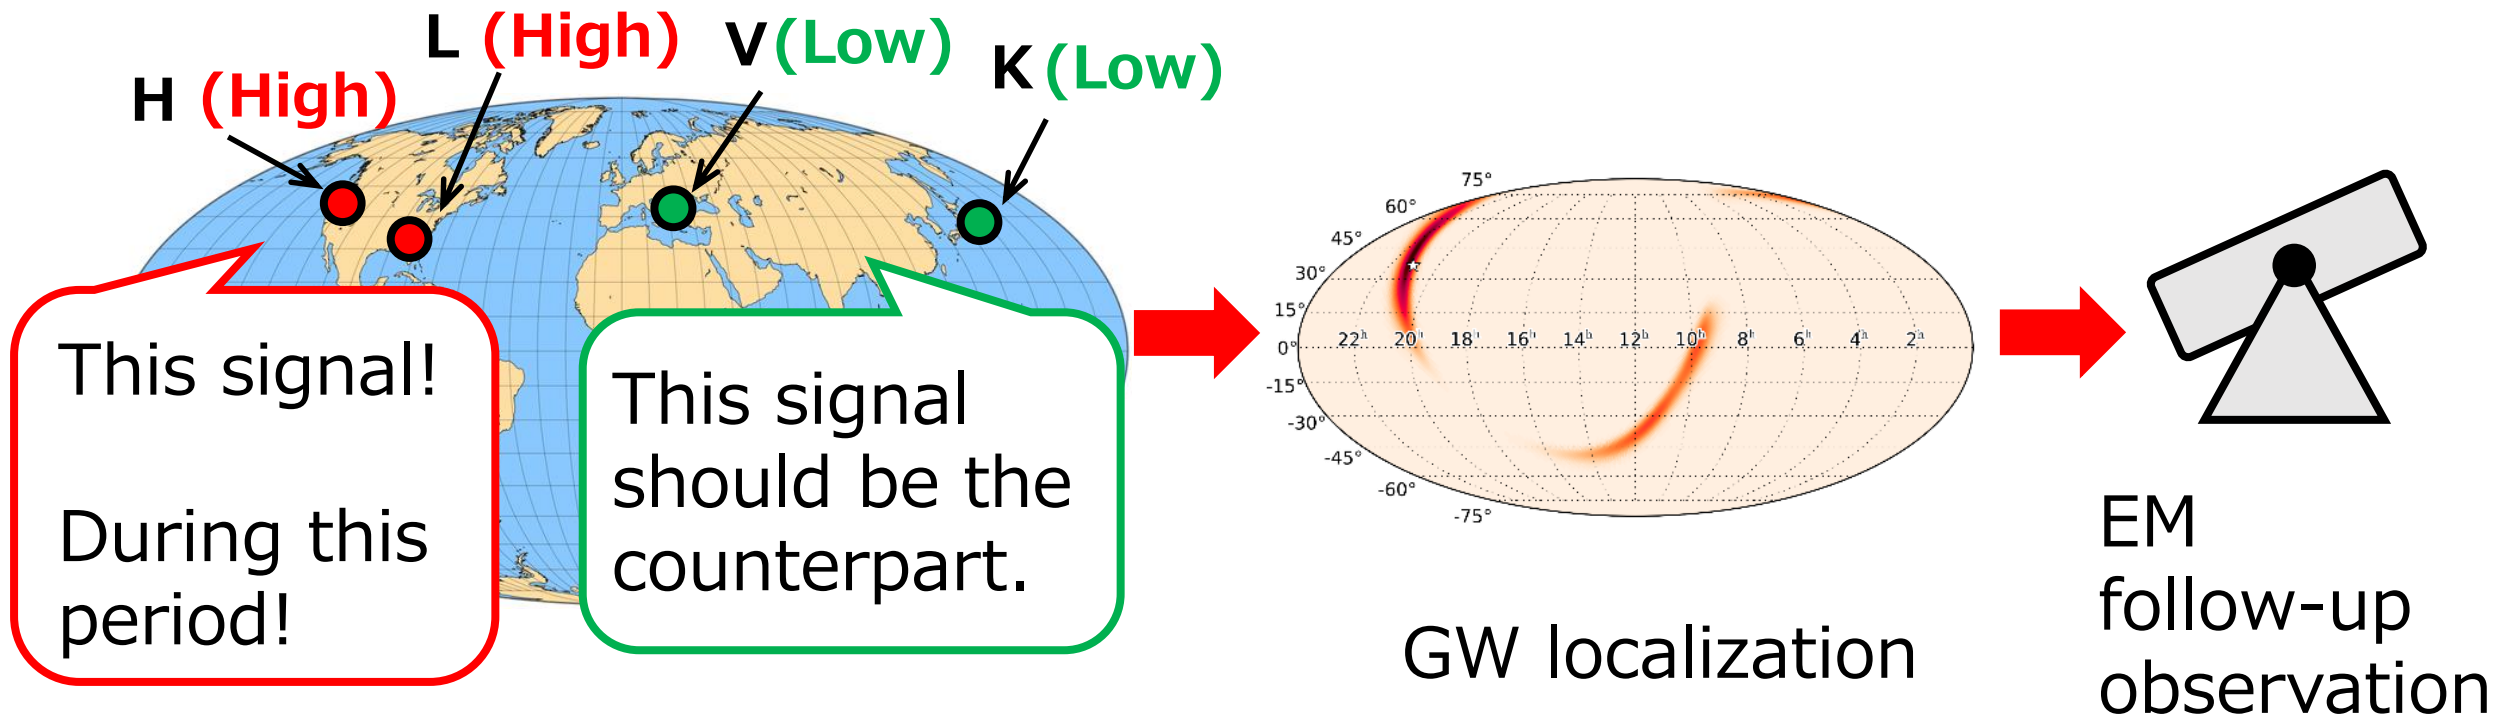 H (High)
L (High)
V (Low)
K (Low)
This signal!
During this
period!
This signal
should be the
counterpart.
75°
60°
45°
30°
15°
0°
-15°
-30°
-45°
-60°
-75°
22h 20h 18h 16h 14h 12h 10h 8h 6h 4h 2h
GW localization
EM
follow-up
observation